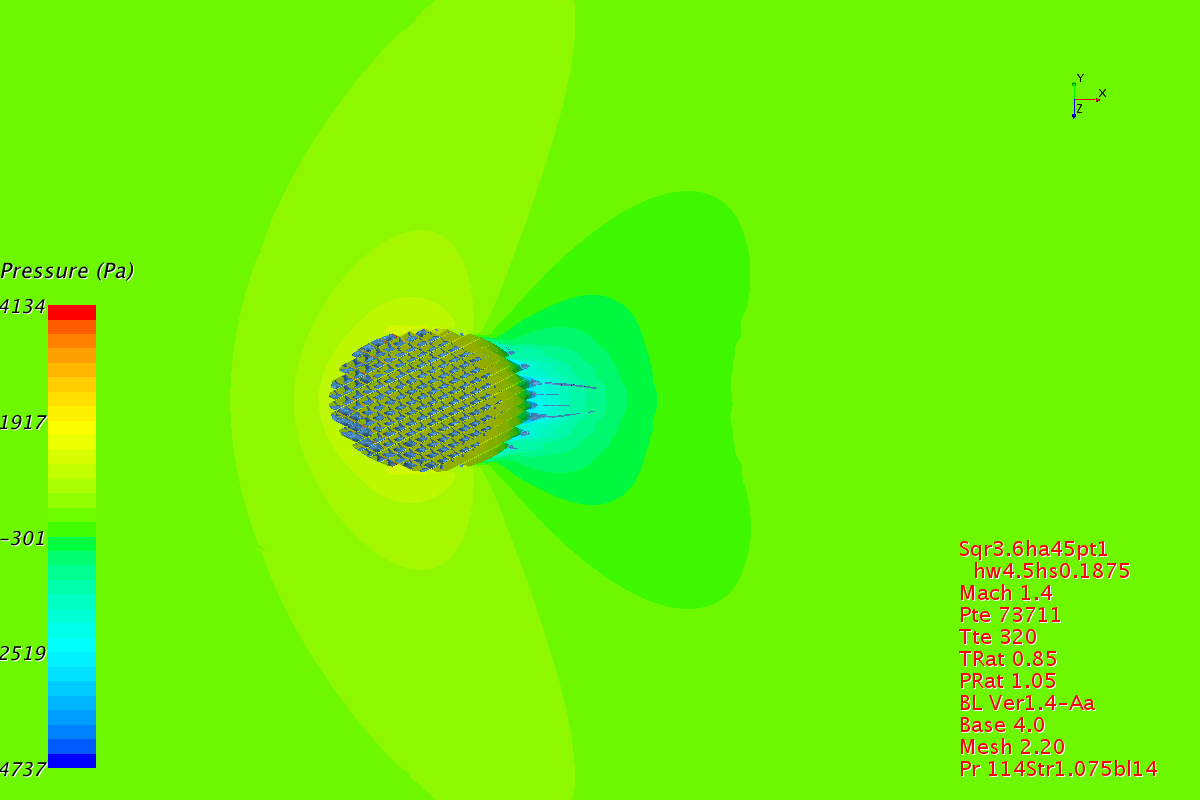 Y
X
Z
Pressure (Pa)
4134
1917
-301
2519
4737
Sqr3.6ha45pt1
hw4.5hs0.1875
Mach 1.4
Pte 73711
Tte 320
TRat 0.85
PRat 1.05
BL Ver1.4-Aa
Base 4.0
Mesh 2.20
Pr 114Str1.075bl14